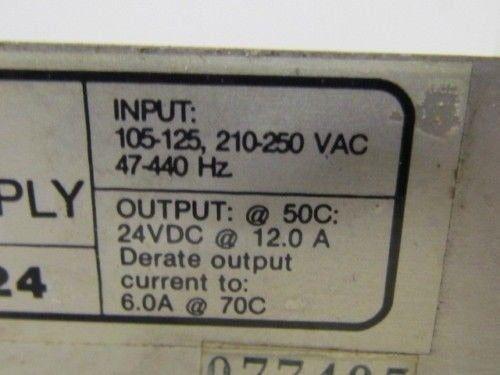 INPUT:
105-125, 210-250 VAC
47-440 Hz
OUTPUT: @ 50C:
24VDC @ 12.0 A
Derate output
current to:
6.0A @ 70C
PLY
24